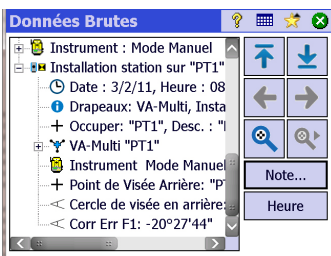 Données Brutes
Instrument : Mode Manuel
Installation station sur "PT1"
Date : 3/2/11, Heure : 08
Drapeaux: VA-Multi, Insta
Occuper: "PT1", Desc. : "
VA-Multi "PT1"
Instrument Mode Manuel
Point de Visée Arrière: "P
Cercle de visée en arrière:
Corr Err F1: -20°27'44"
Note...
Heure